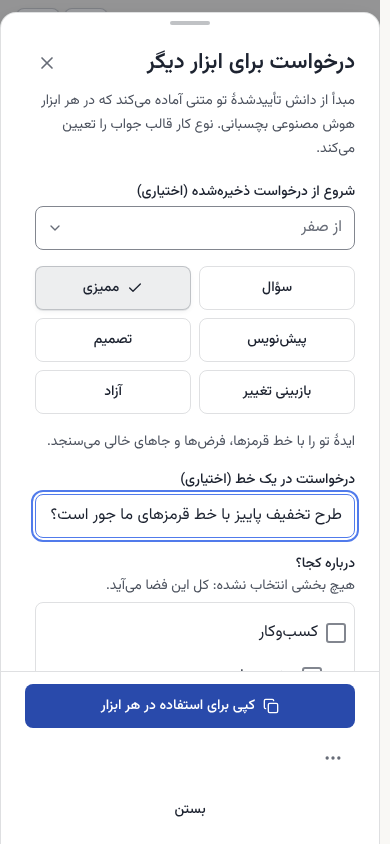 درخواست برای ابزار دیگر
مبدأ از دانش تأییدشدهٔ تو متنی آماده می‌کند که در هر ابزار
هوش مصنوعی بچسبانی. نوع کار قالب جواب را تعیین
می‌کند.
شروع از درخواست ذخیره‌شده (اختیاری)
از صفر
سؤال
ممیزی
پیش‌نویس
تصمیم
بازبینی تغییر
آزاد
ایدهٔ تو را با خط قرمزها، فرض‌ها و جاهای خالی می‌سنجد.
درخواستت در یک خط (اختیاری)
طرح تخفیف پاییز با خط قرمزهای ما جور است؟
درباره کجا؟
هیچ بخشی انتخاب نشده: کل این فضا می‌آید.
کسب‌وکار
کپی برای استفاده در هر ابزار
بستن